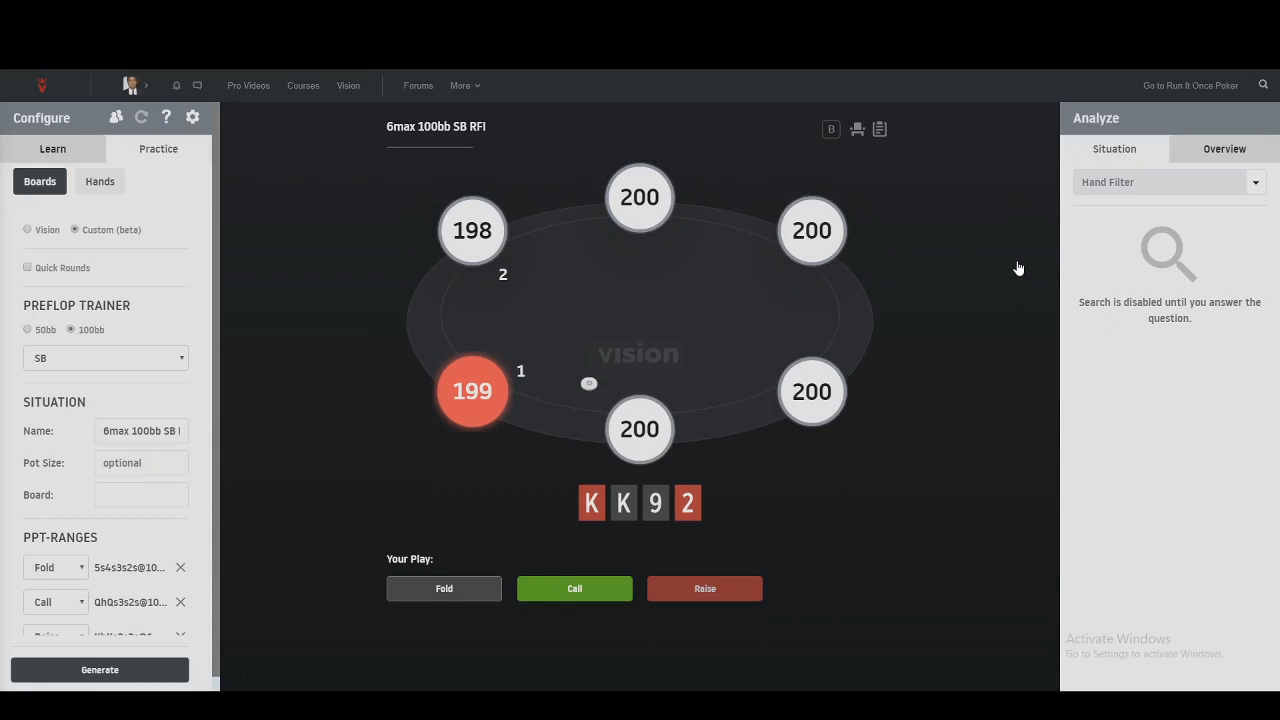 Pro Videos Courses Vision Forums More Go to Run It Once Poker
Configure
Learn Practice
Boards Hands
Vision Custom (beta)
Quick Rounds
PREFLOP TRAINER
50bb 100bb
SB
SITUATION
Name: 6max 100bb SB I
Pot Size: optional
Board:
PPT-RANGES
Fold 5s4s3s2s@10...
Call QhQs3s2s@10...
Generate
6max 100bb SB RFI
B
200
198
200
2
vision
1
199
D
200
200
K K 9 2
Your Play:
Fold Call Raise
Analyze
Situation Overview
Hand Filter
Search is disabled until you answer the
question.
Activate Windows
Go to Settings to activate Windows.